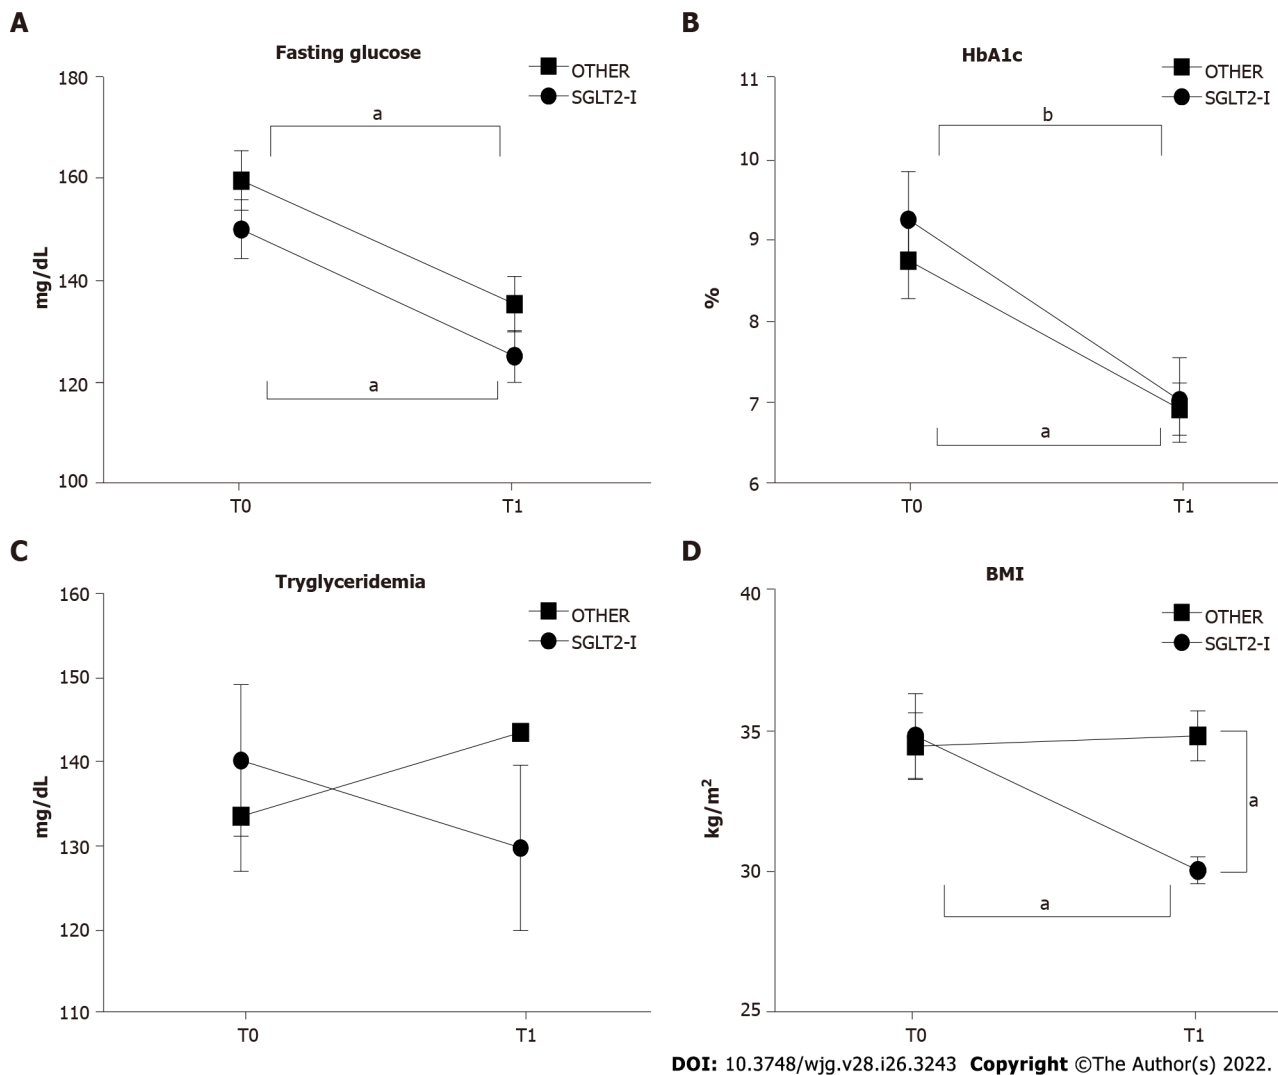 A
Fasting glucose
OTHER
SGLT2-I
180
160
140
120
100
mg/dL
a
a
T0
T1
B
HbA1c
OTHER
SGLT2-I
11
10
9
8
7
6
%
b
a
T0
T1
C
Tryglyceridemia
OTHER
SGLT2-I
160
150
140
130
120
110
mg/dL
T0
T1
D
BMI
OTHER
SGLT2-I
40
35
30
25
kg/m²
a
a
T0
T1
DOI: 10.3748/wjg.v28.i26.3243 Copyright ©The Author(s) 2022.